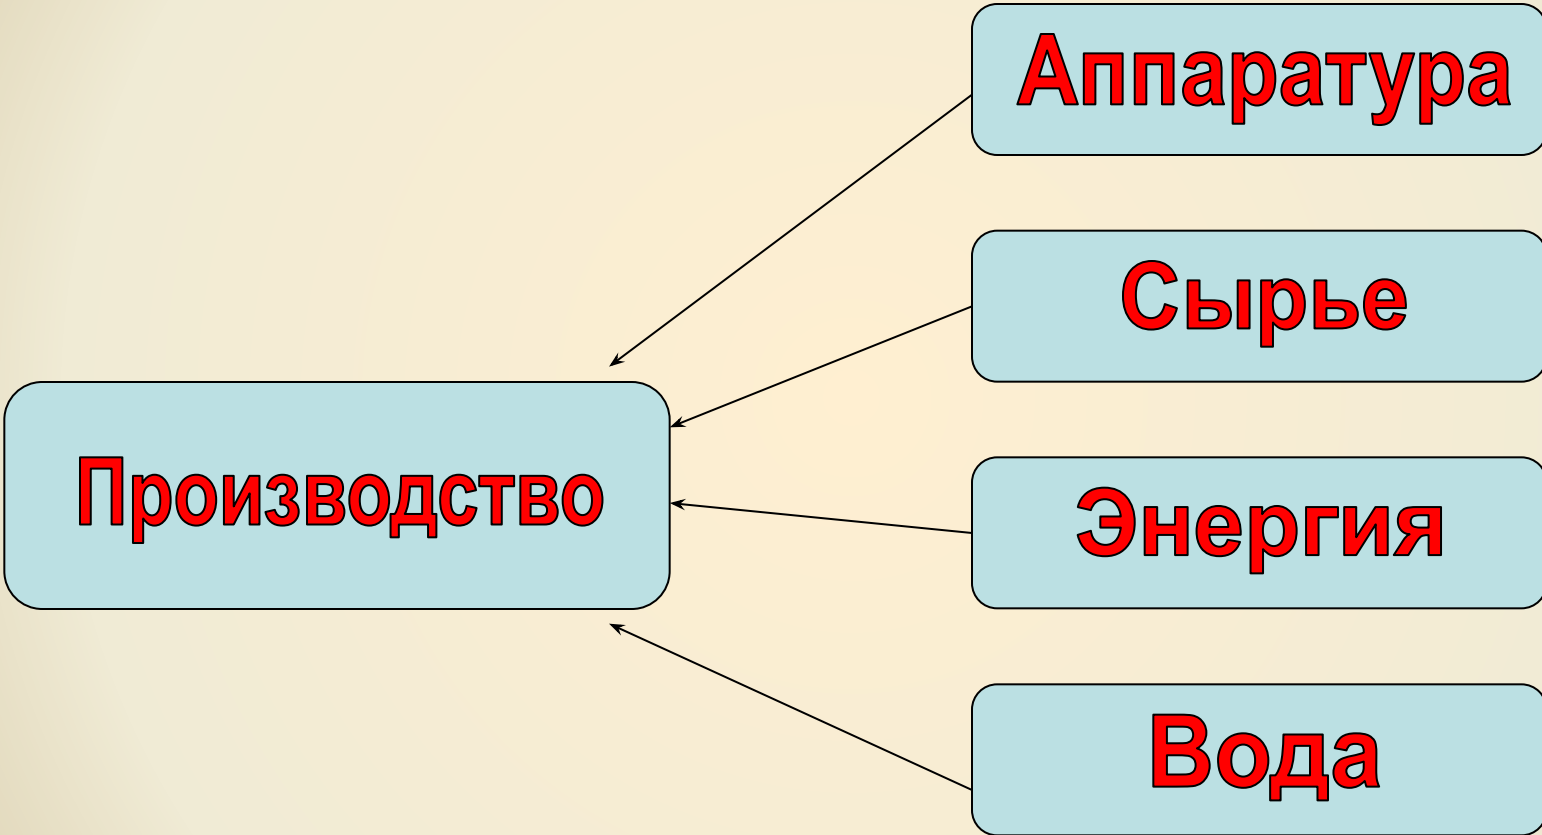 Аппаратура
Сырье
Производство
Энергия
Вода